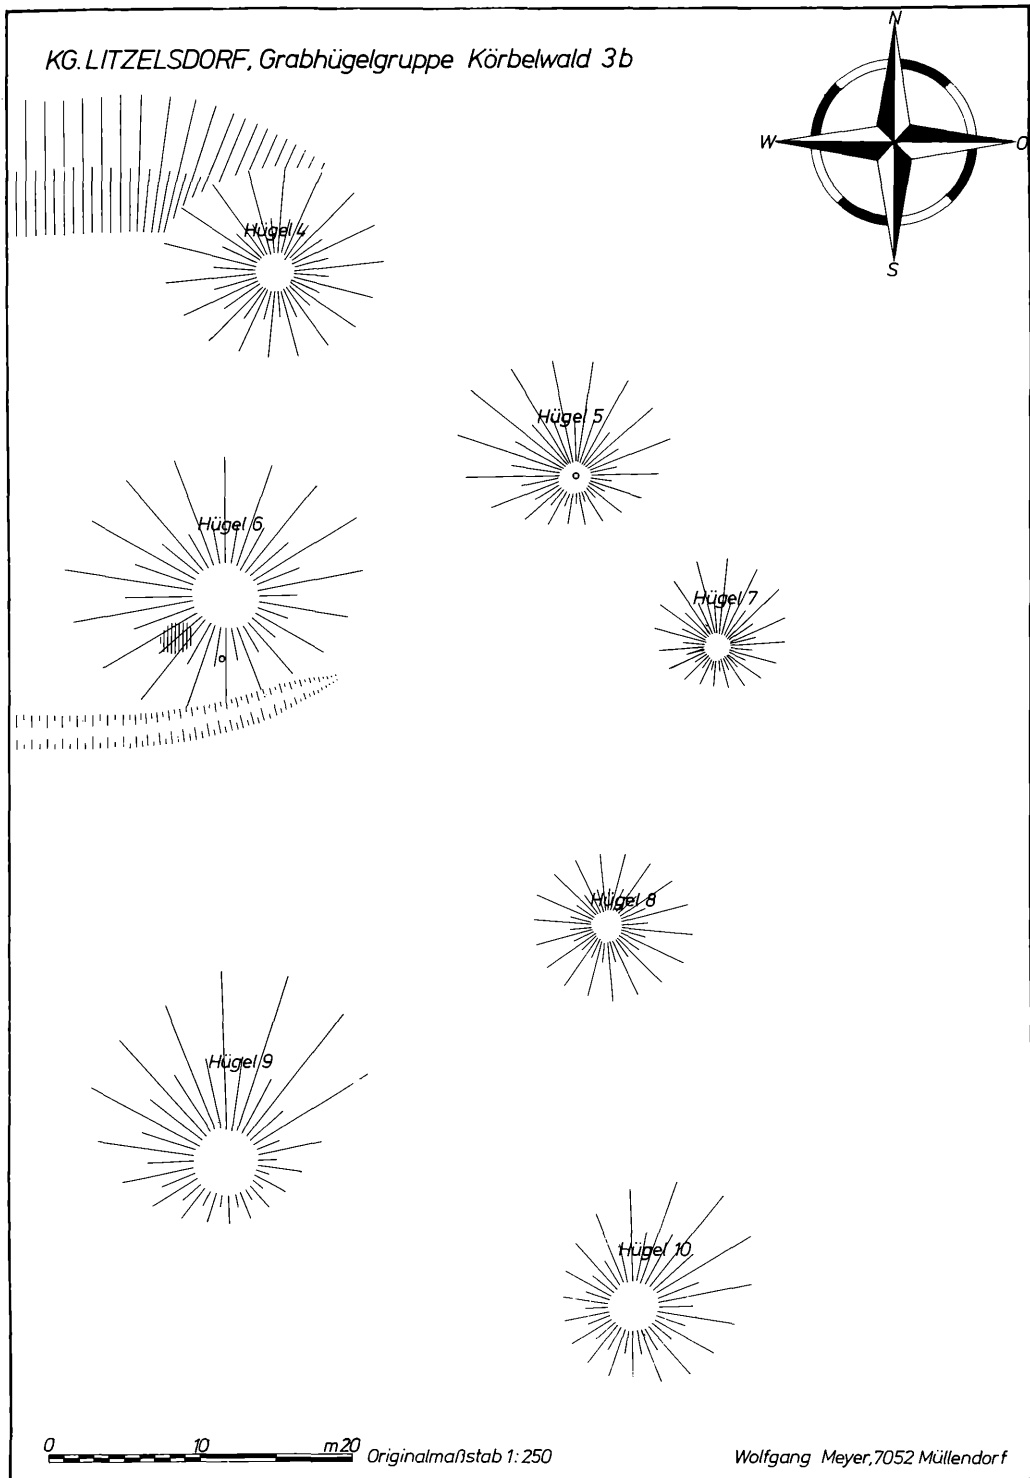 KG. LITZELSDORF, Grabhügelgruppe Körbelwald 3b
N
W
O
S
Hügel 4
Hügel 5
Hügel 6
Hügel 7
Hügel 8
Hügel 9
Hügel 10
0 10 m20 Originalmaßstab 1:250
Wolfgang Meyer, 7052 Müllendorf